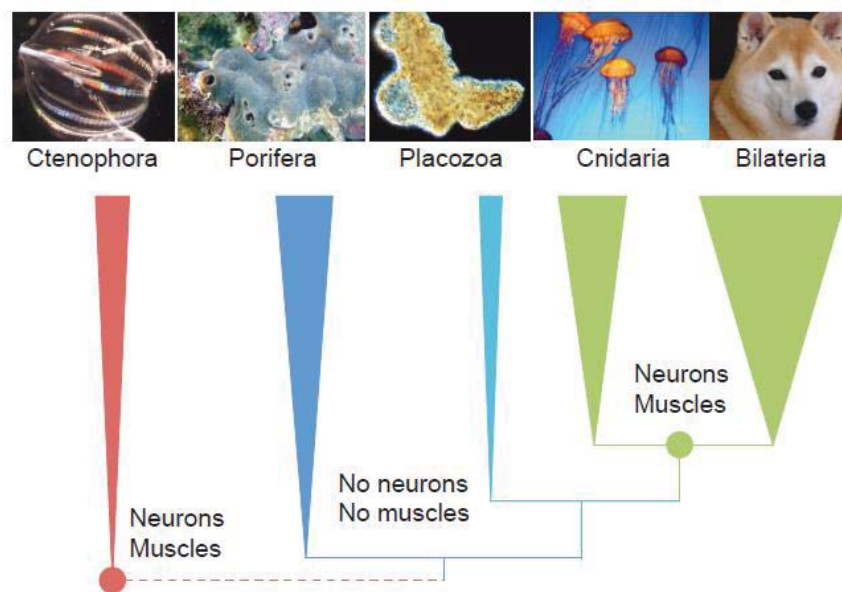 Ctenophora
Porifera
Placozoa
Cnidaria
Bilateria
Neurons
Muscles
No neurons
No muscles
Neurons
Muscles